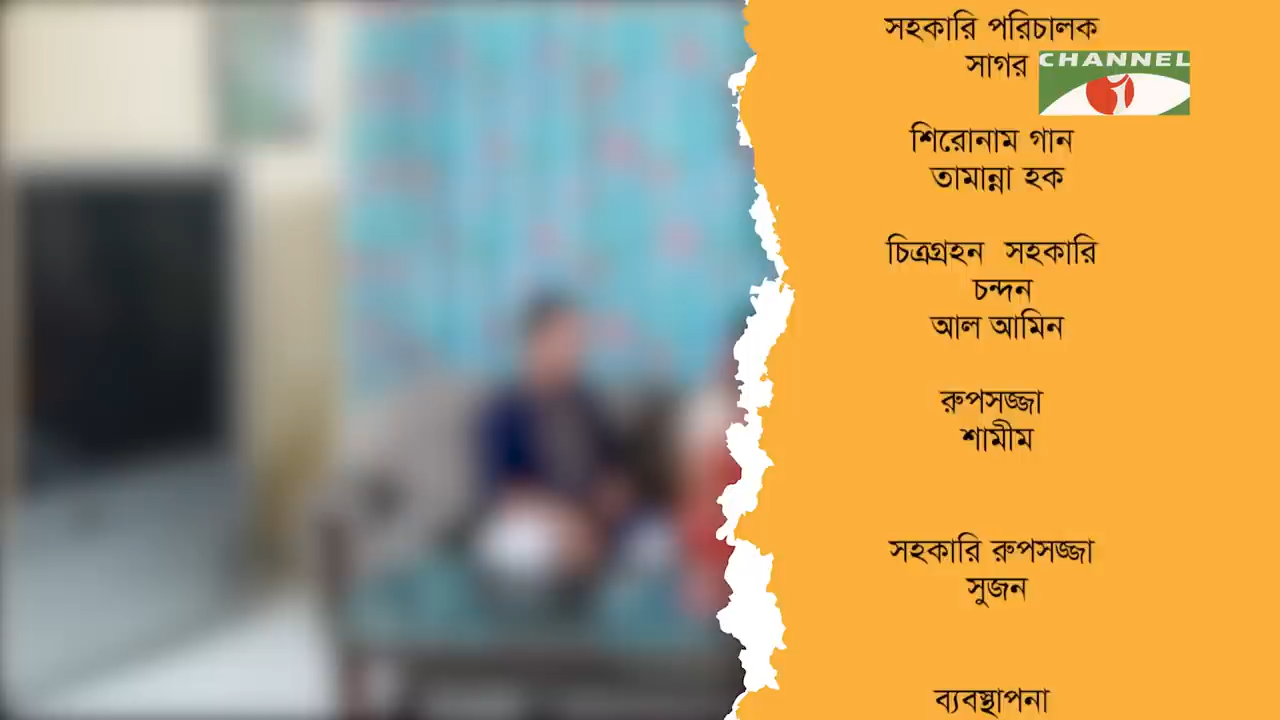 সহকারি পরিচালক
সাগর
CHANNEL
শিরোনাম গান
তামান্না হক
চিত্রগ্রহন সহকারি
চন্দন
আল আমিন
রুপসজ্জা
শামীম
সহকারি রুপসজ্জা
সুজন
ব্যবস্থাপনা